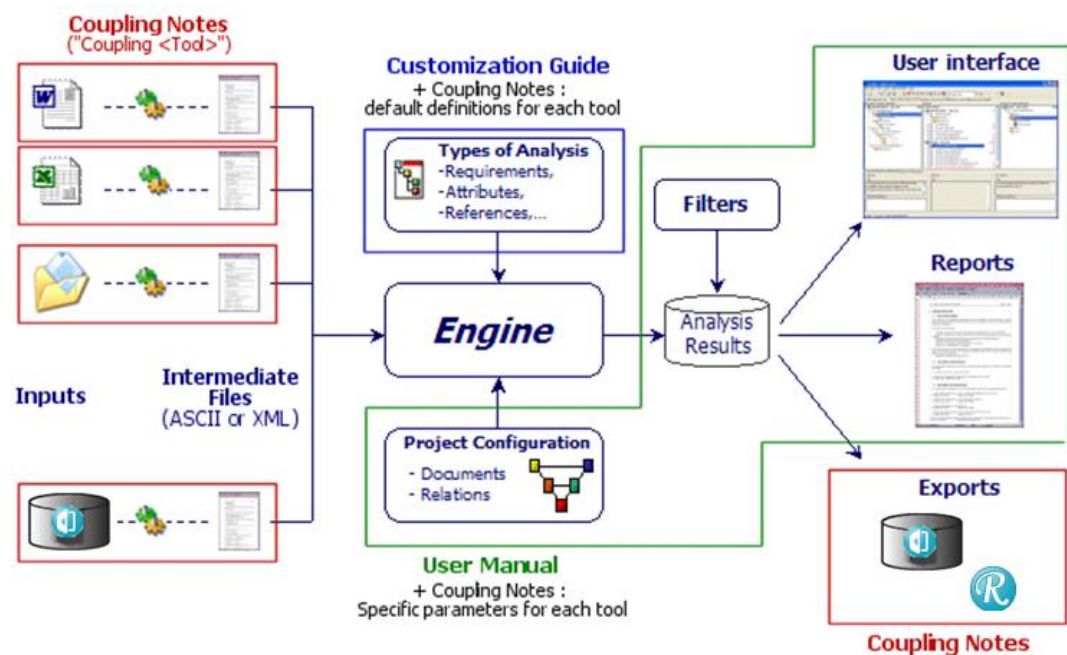 Coupling Notes
("Coupling <Tool>")
Inputs
Intermediate
Files
(ASCII or XML)
Customization Guide
+ Coupling Notes :
default definitions for each tool
Types of Analysis
-Requirements,
-Attributes,
-References,...
Engine
Project Configuration
- Documents
- Relations
User Manual
+ Coupling Notes :
Specific parameters for each tool
Filters
Analysis
Results
User interface
Reports
Exports
R
Coupling Notes